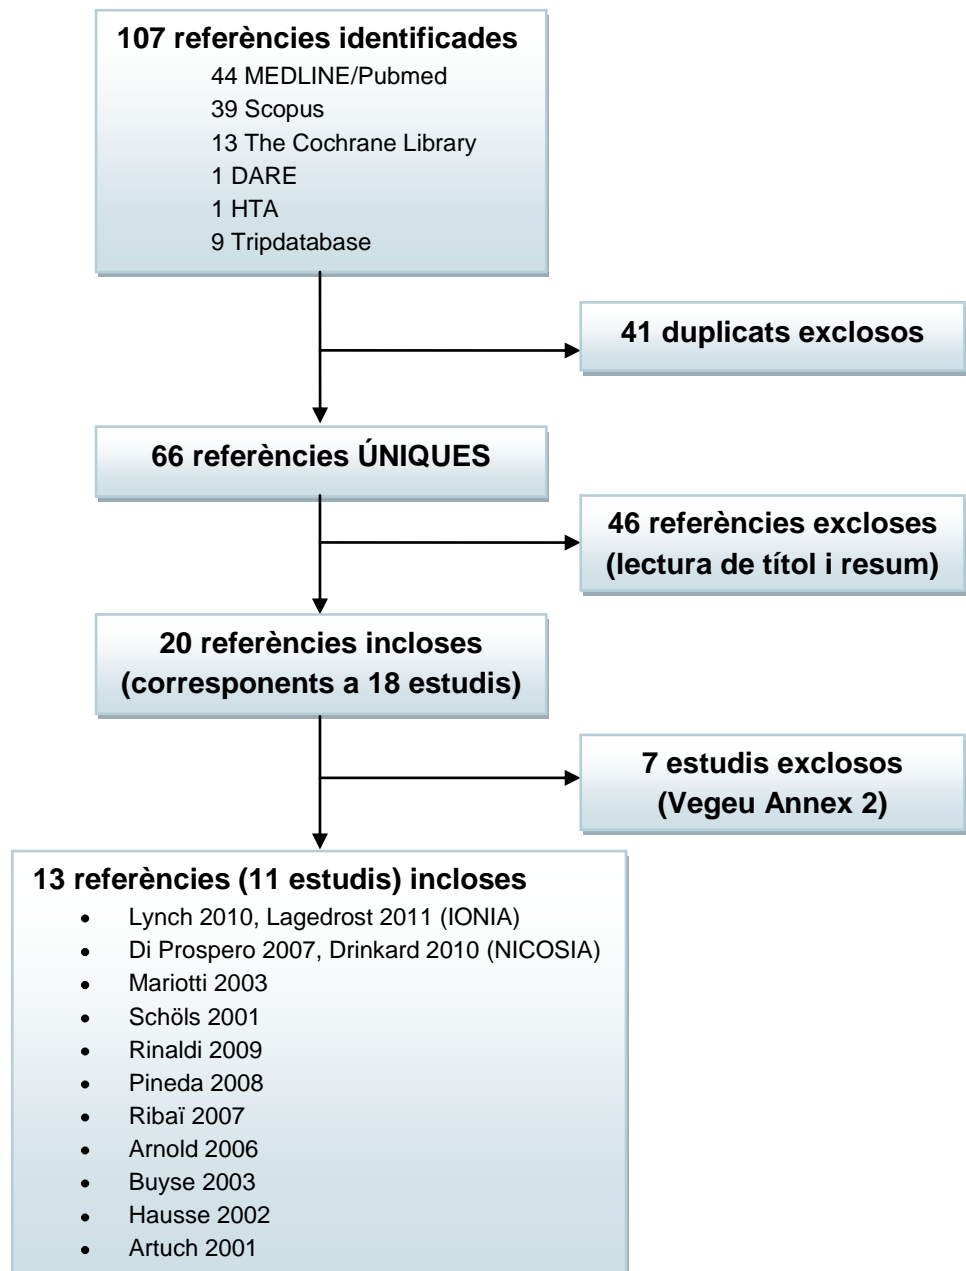 107 referències identificades
44 MEDLINE/Pubmed
39 Scopus
13 The Cochrane Library
1 DARE
1 HTA
9 Tripdatabase
41 duplicats exclosos
66 referències ÚNIQUES
46 referències excloses
(lectura de títol i resum)
20 referències incloses
(corresponents a 18 estudis)
7 estudis exclosos
(Vegeu Annex 2)
13 referències (11 estudis) incloses
• Lynch 2010, Lagedrost 2011 (IONIA)
• Di Prospero 2007, Drinkard 2010 (NICOSIA)
• Mariotti 2003
• Schöls 2001
• Rinaldi 2009
• Pineda 2008
• Ribaï 2007
• Arnold 2006
• Buyse 2003
• Hausse 2002
• Artuch 2001